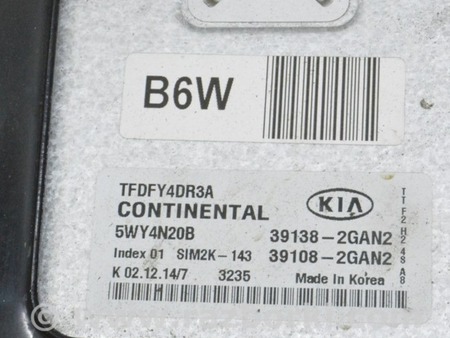 B6W
TFDFY4DR3A
CONTINENTAL
KIA
5WY4N20B 39138-2GAN2
Index 01 SIM2K-143 39108-2GAN2
K 02.12.14/7 3235 Made in Korea
TTF2H248A8